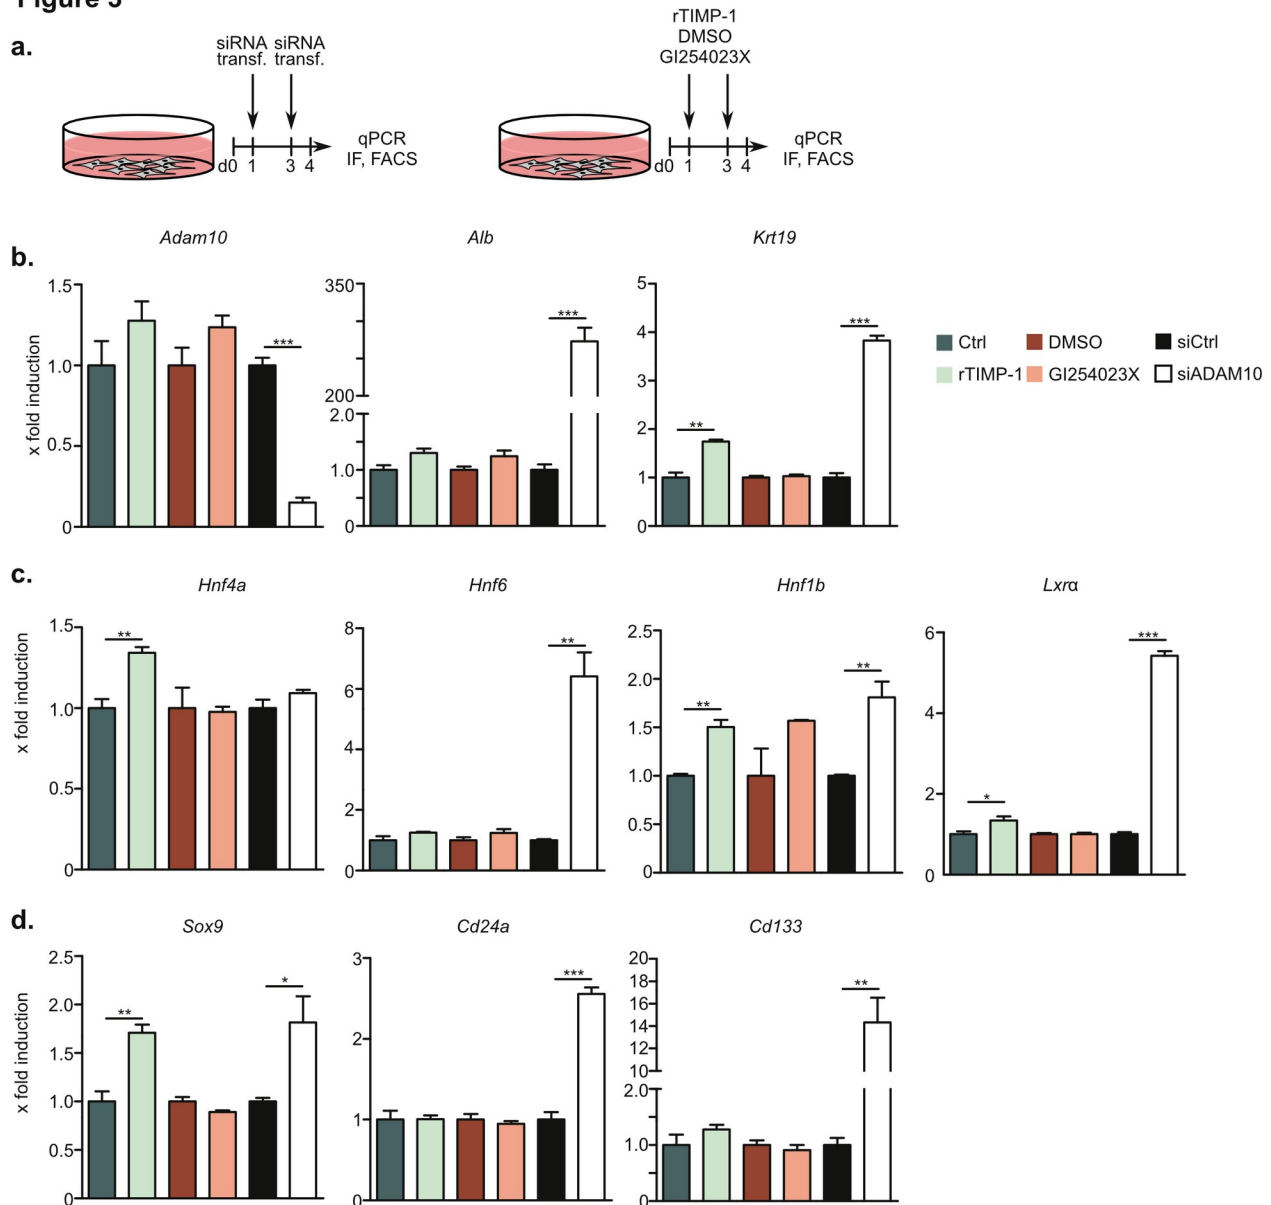 Figure 3
a.
siRNA siRNA
transf. transf.
d0 1 3 4
qPCR
IF, FACS
rTIMP-1
DMSO
GI254023X
d0 1 3 4
qPCR
IF, FACS
b.
Adam10
x fold induction
1.5
1.0
0.5
0
***
Alb
350
200
2.0
1.0
0
***
Krt19
5
4
3
2
1
0
**
***
Ctrl
DMSO
siCtrl
rTIMP-1
GI254023X
siADAM10
c.
Hnf4a
x fold induction
1.5
1.0
0.5
0
**
Hnf6
8
6
4
2
0
**
Hnf1b
2.5
2.0
1.5
1.0
0.5
0
**
**
Lxrα
6
4
2
0
*
***
d.
Sox9
x fold induction
2.5
2.0
1.5
1.0
0.5
0
**
*
Cd24a
3
2
1
0
***
Cd133
20
18
16
14
12
10
2.0
1.0
0
**